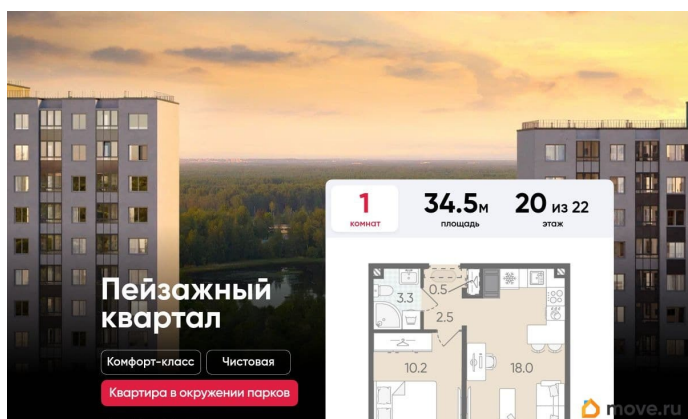 1
комнат
34.5м
площадь
20 из 22
этаж
Пейзажный
квартал
Комфорт-класс
Чистовая
Квартира в окружении парков
3.3
0.5
2.5
10.2
18.0
move.ru